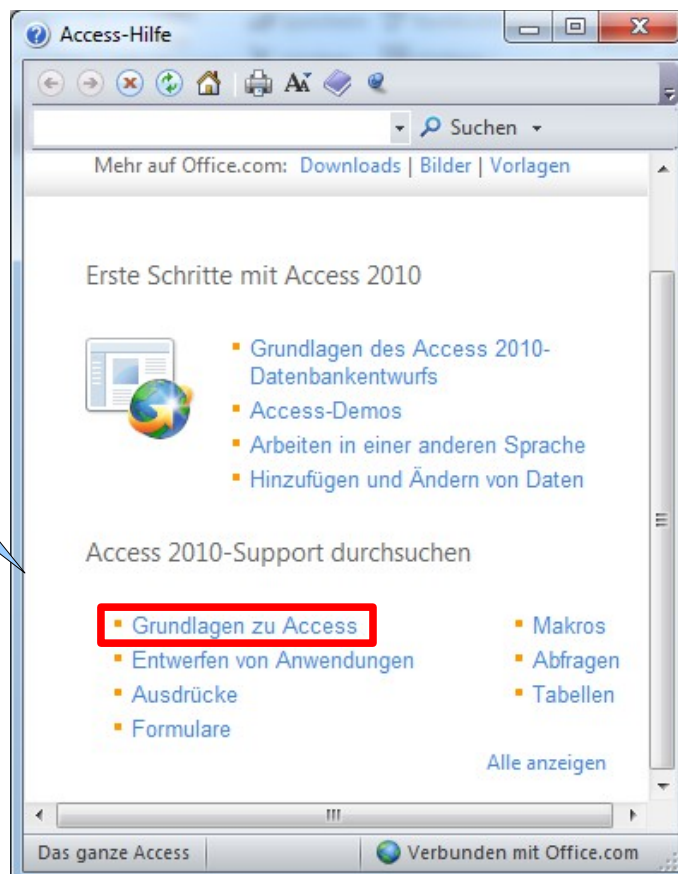 Access-Hilfe
Suchen
Mehr auf Office.com: Downloads | Bilder | Vorlagen
Erste Schritte mit Access 2010
Grundlagen des Access 2010-
Datenbankentwurfs
Access-Demos
Arbeiten in einer anderen Sprache
Hinzufügen und Ändern von Daten
Access 2010-Support durchsuchen
Grundlagen zu Access
Entwerfen von Anwendungen
Ausdrücke
Formulare
Makros
Abfragen
Tabellen
Alle anzeigen
Das ganze Access
Verbunden mit Office.com